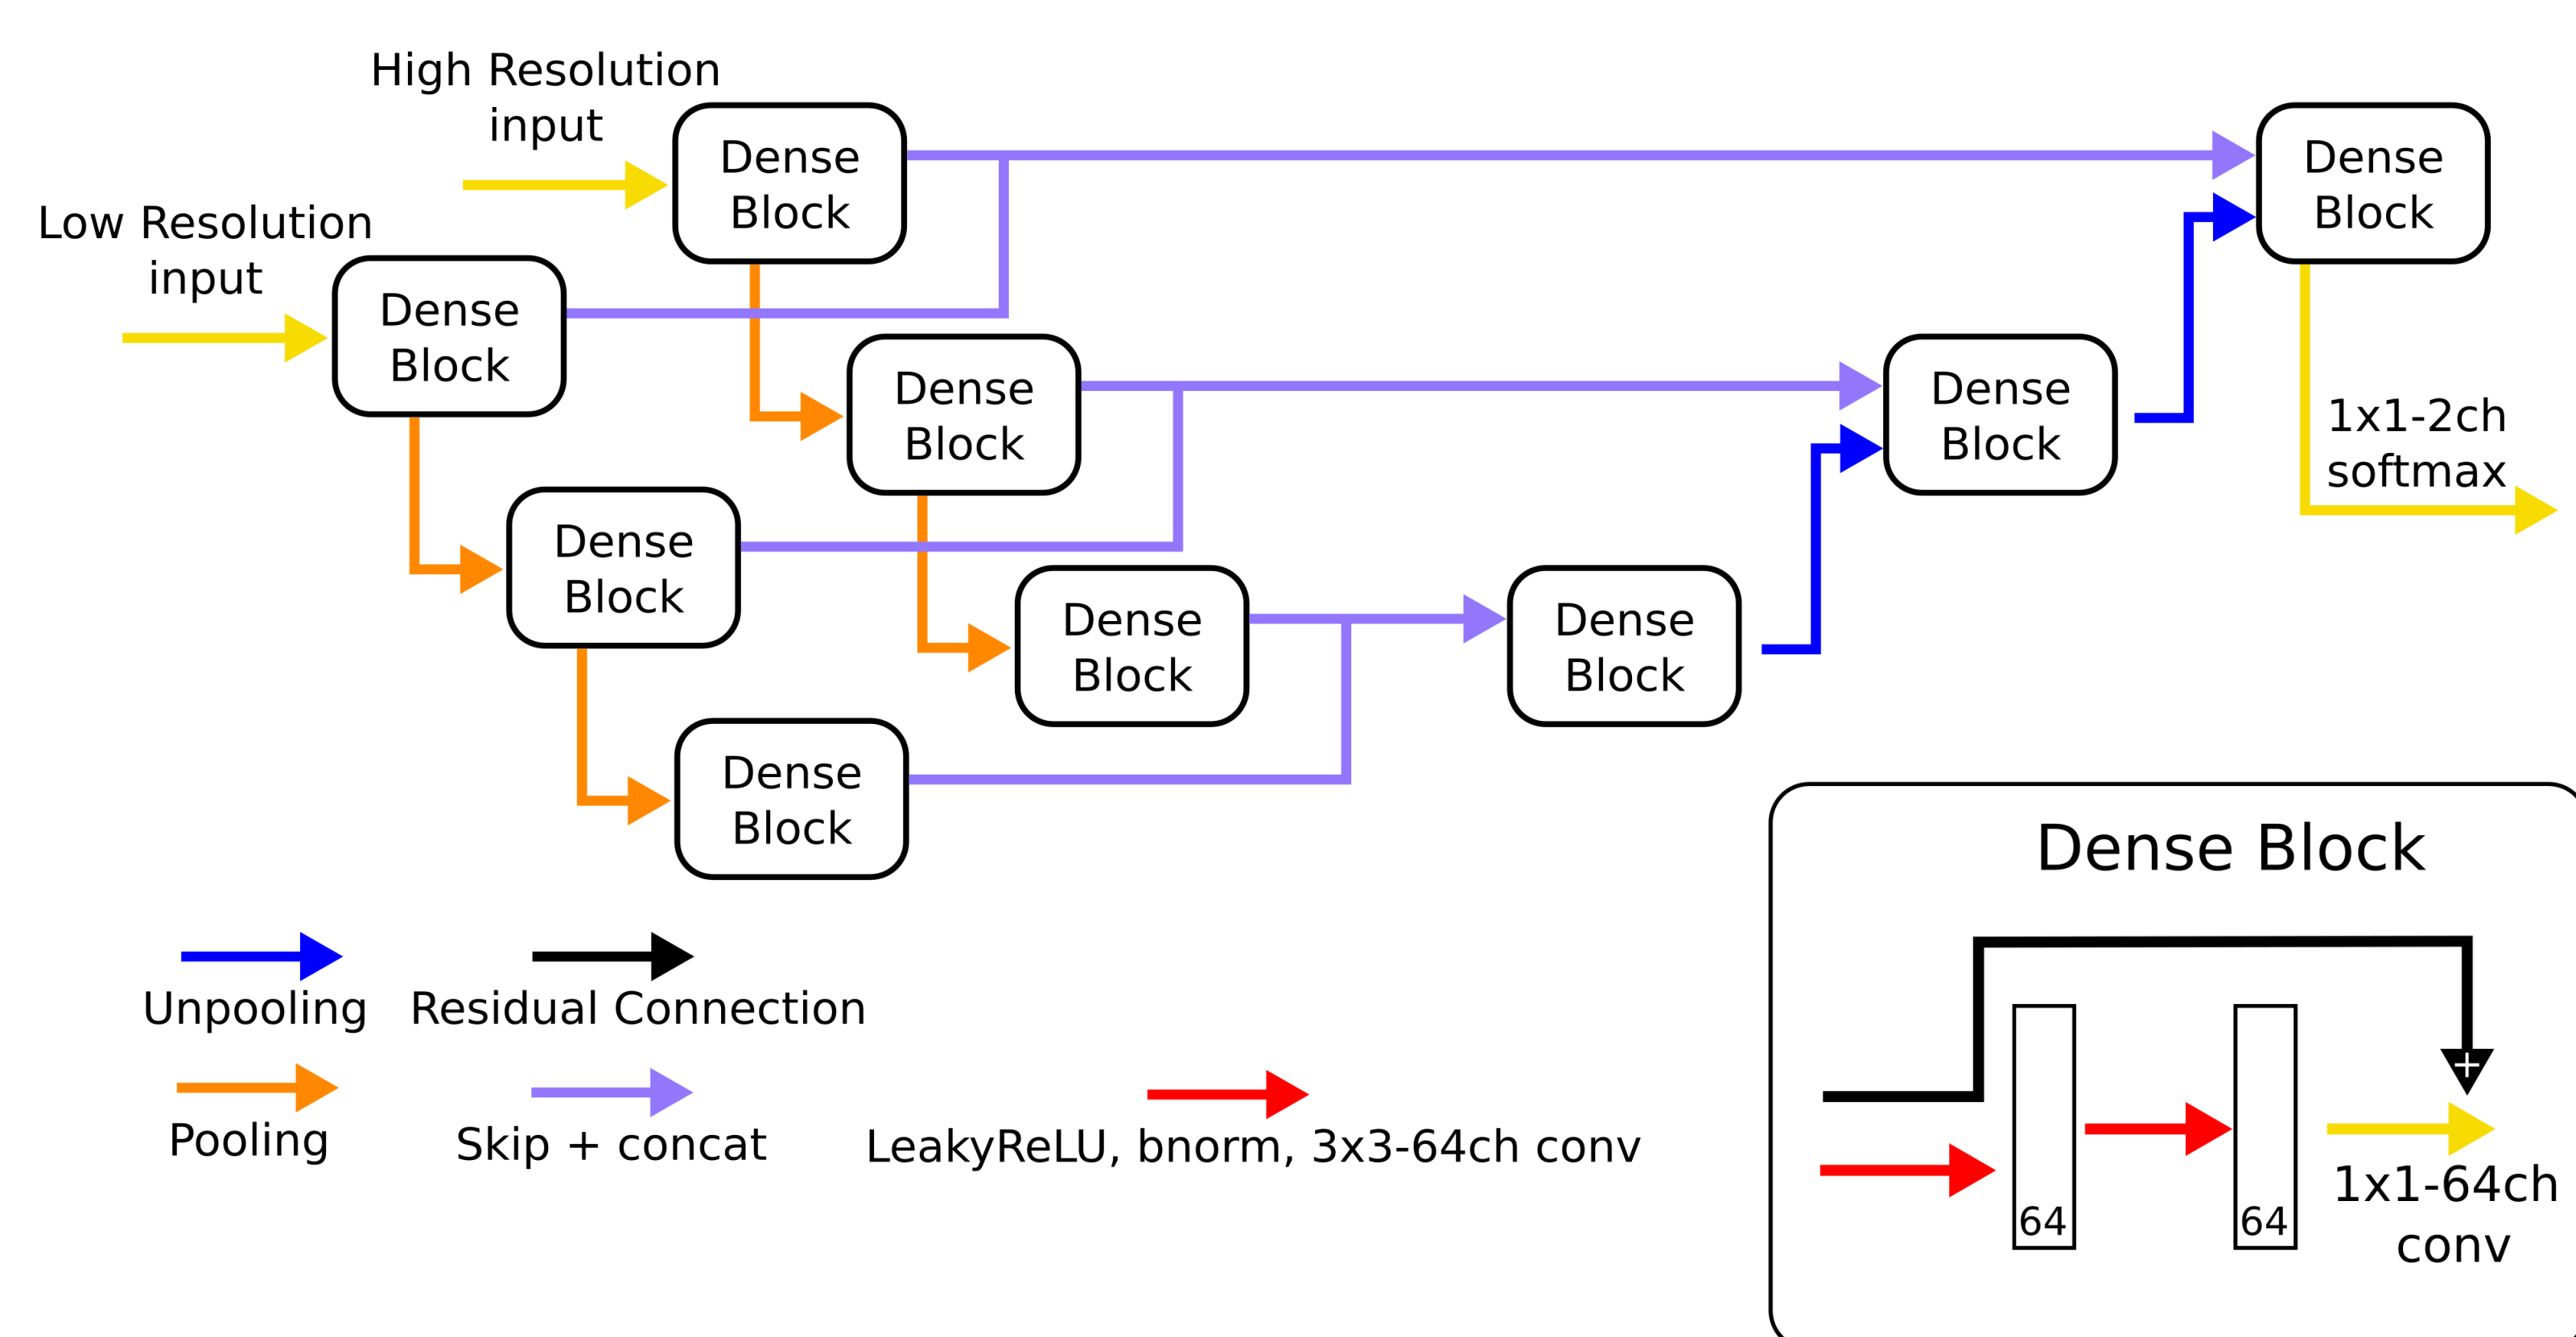 High Resolution
input
Dense
Block
Dense
Block
Low Resolution
input
Dense
Block
Dense
Block
Dense
Block
1x1-2ch
softmax
Dense
Block
Dense
Block
Dense
Block
Dense
Block
Dense Block
Unpooling
Residual Connection
Pooling
Skip + concat
LeakyReLU, bnorm, 3x3-64ch conv
+
64
64
1x1-64ch
conv